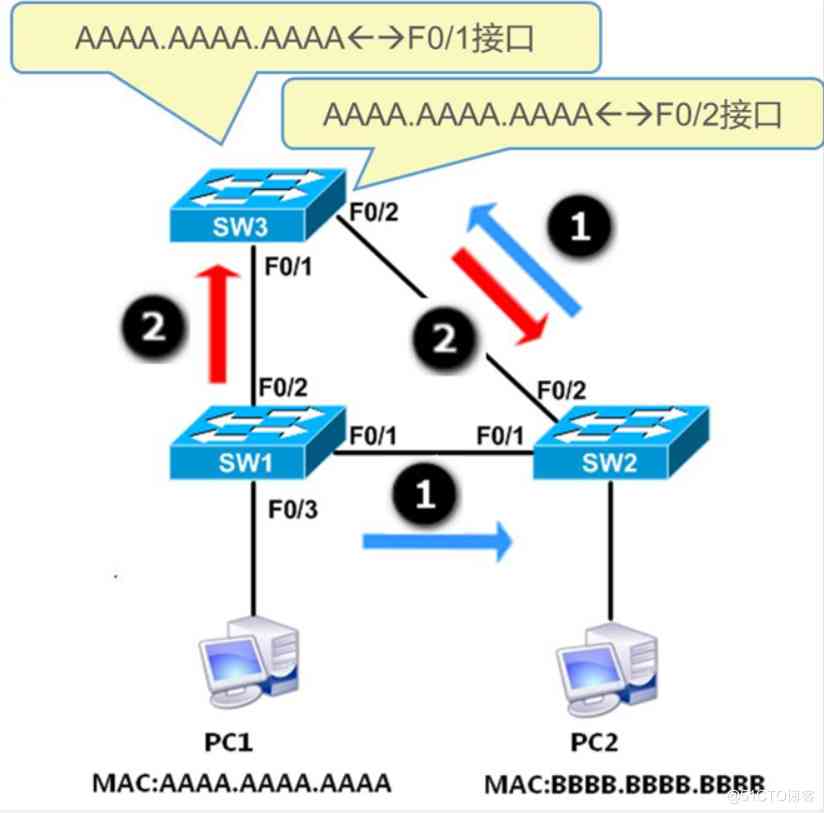 AAAA.AAAA.AAAA←→F0/1接口
AAAA.AAAA.AAAA←→F0/2接口
SW3
F0/2
1
F0/1
2
2
F0/2
F0/2
F0/1
F0/1
SW1
SW2
1
F0/3
PC1
PC2
MAC:AAAA.AAAA.AAAA
MAC:BBBB.BBBB.BBBB
@51CTO博客